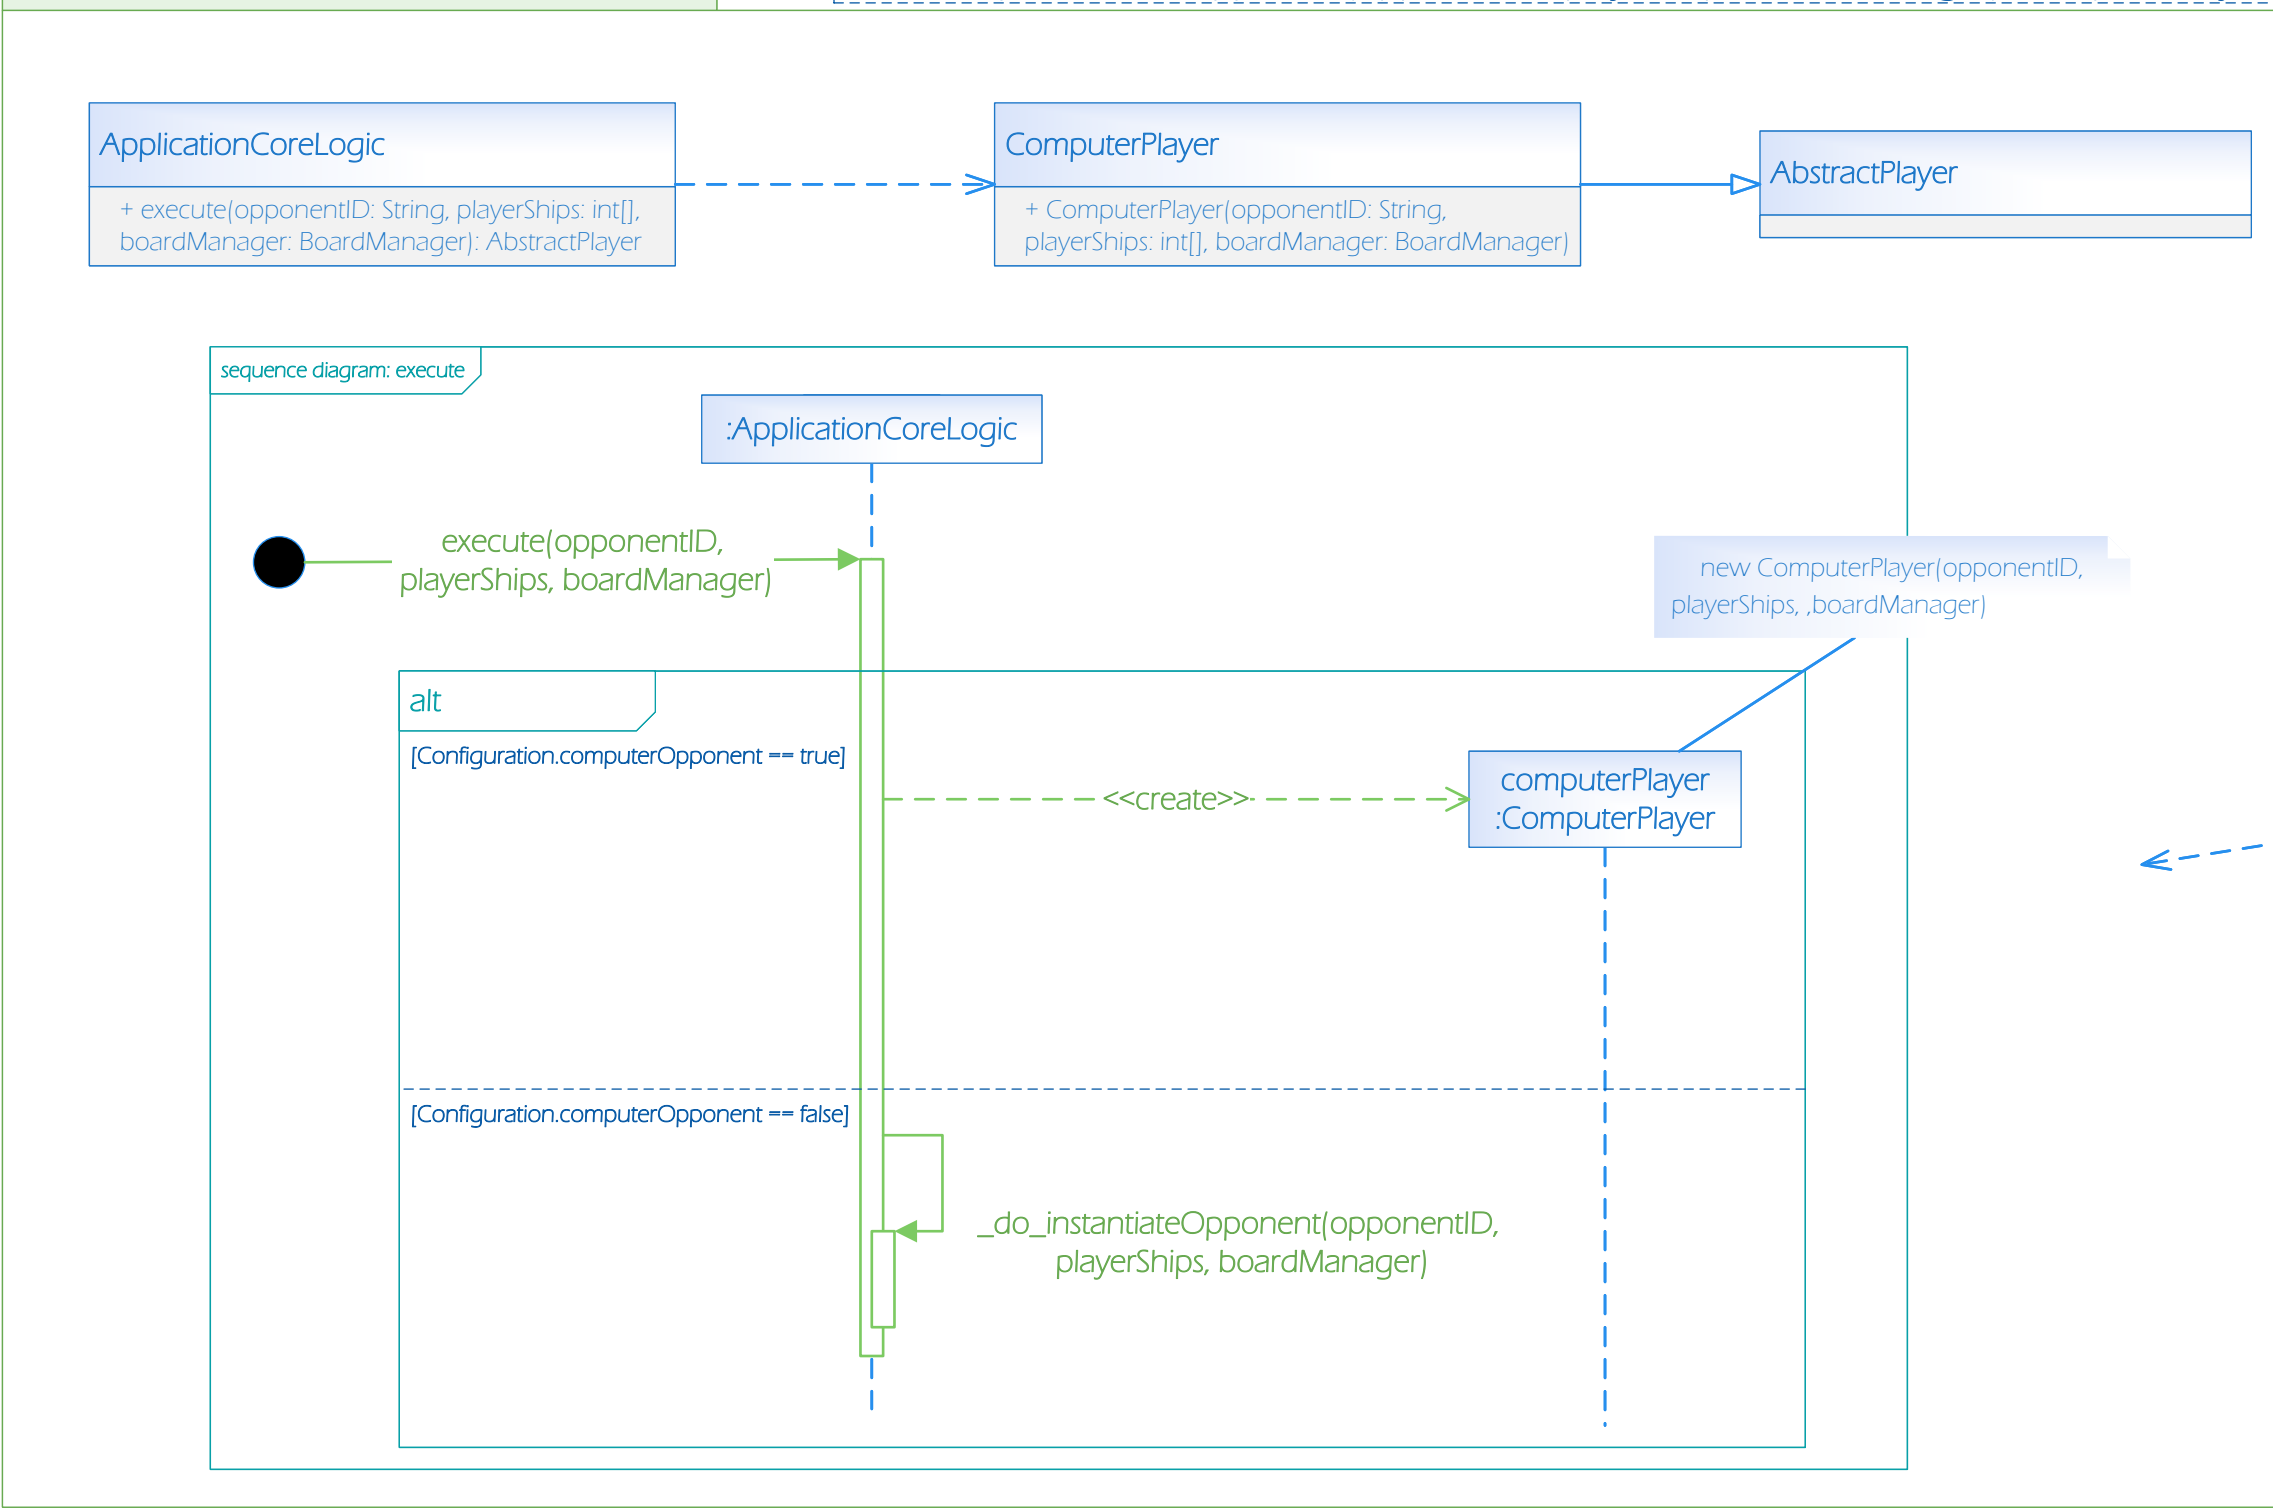 ApplicationCoreLogic
+ execute(opponentID: String, playerShips: int[],
boardManager: BoardManager): AbstractPlayer
ComputerPlayer
+ ComputerPlayer(opponentID: String,
playerShips: int[], boardManager: BoardManager)
AbstractPlayer
sequence diagram: execute
:ApplicationCoreLogic
execute(opponentID,
playerShips, boardManager)
new ComputerPlayer(opponentID,
playerShips, ,boardManager)
alt
[Configuration.computerOpponent == true]
<<create>>
computerPlayer
:ComputerPlayer
[Configuration.computerOpponent == false]
_do_instantiateOpponent(opponentID,
playerShips, boardManager)